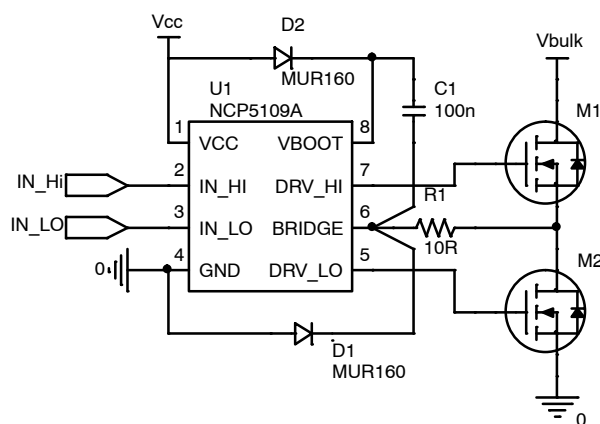 Vcc
D2
MUR160
Vbulk
U1
NCP5109A
C1
100n
M1
1
VCC
VBOOT
8
IN_Hi
2
IN_HI
DRV_HI
7
R1
IN_LO
3
IN_LO
BRIDGE
6
10R
0
4
GND
DRV_LO
5
M2
D1
MUR160
0